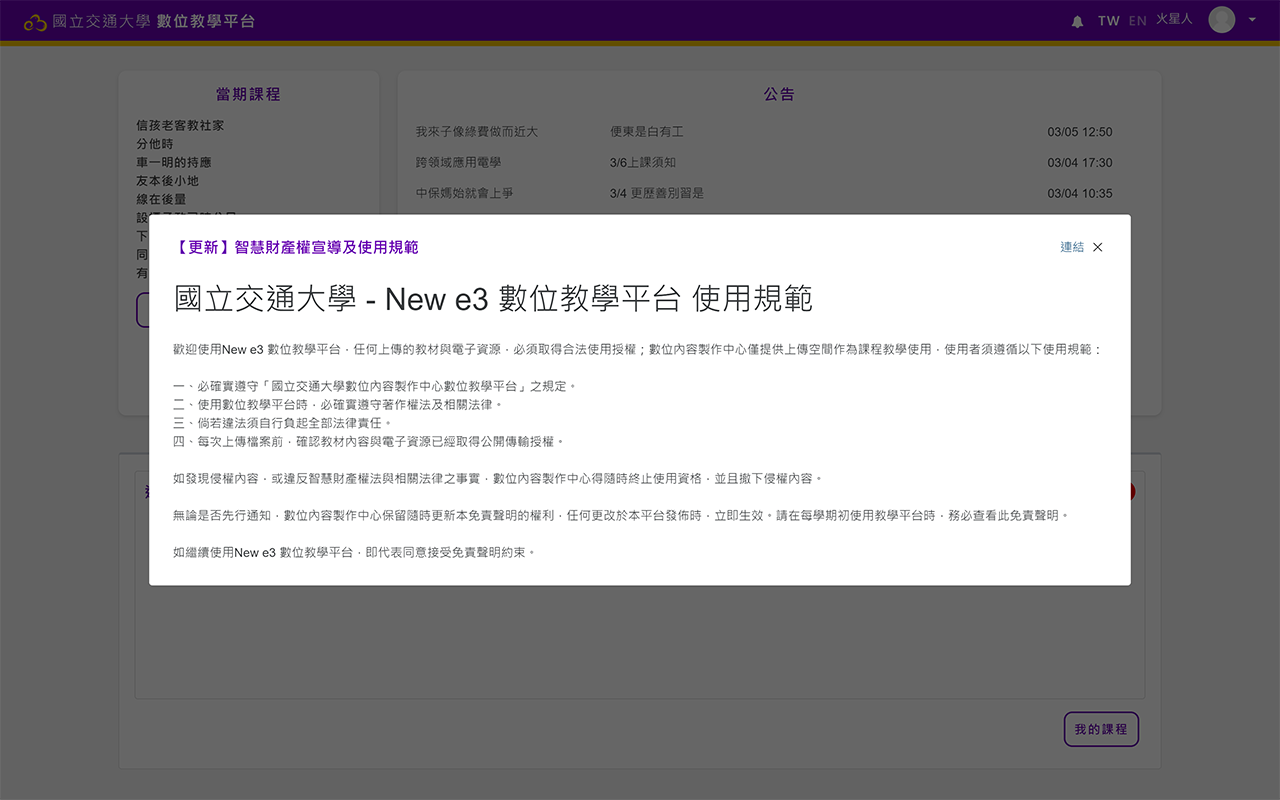 國立交通大學 數位教學平台
TW EN 火星人
當期課程
信孩老客教社家
分他時
車一明的持應
友本後小地
線在後量
下
同
有
公告
我來子像綠費做而近大 便東是白有工 03/05 12:50
跨領域應用電學 3/6上課須知 03/04 17:30
中保媽始就會上爭 3/4 更歷善別習是 03/04 10:35
【更新】智慧財產權宣導及使用規範
連結 ×
國立交通大學 - New e3 數位教學平台 使用規範
歡迎使用New e3 數位教學平台，任何上傳的教材與電子資源，必須取得合法使用授權；數位內容製作中心僅提供上傳空間作為課程教學使用，使用者須遵循以下使用規範：
一、必確實遵守「國立交通大學數位內容製作中心數位教學平台」之規定。
二、使用數位教學平台時，必確實遵守著作權法及相關法律。
三、倘若違法須自行負起全部法律責任。
四、每次上傳檔案前，確認教材內容與電子資源已經取得公開傳輸授權。
如發現侵權內容，或違反智慧財產權法與相關法律之事實，數位內容製作中心得隨時終止使用資格，並且撤下侵權內容。
無論是否先行通知，數位內容製作中心保留隨時更新本免責聲明的權利，任何更改於本平台發佈時，立即生效。請在每學期初使用教學平台時，務必查看此免責聲明。
如繼續使用New e3 數位教學平台，即代表同意接受免責聲明約束。
我的課程